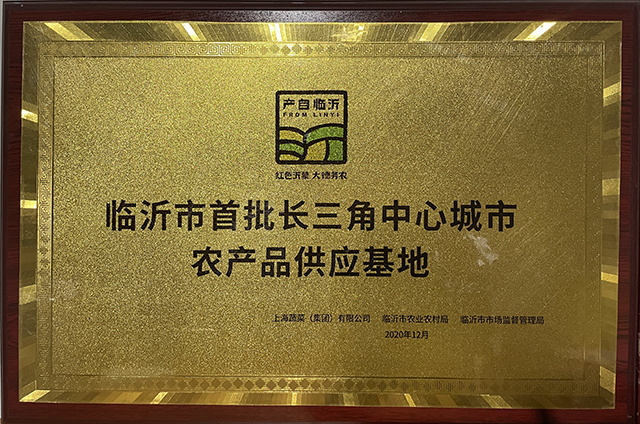 产自临沂
FROM LINYI
红色沂蒙 大德务农
临沂市首批长三角中心城市
农产品供应基地
上海蔬菜（集团）有限公司 临沂市农业农村局 临沂市市场监督管理局
2020年12月